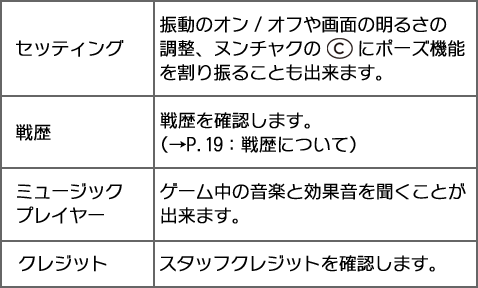 セッティング
振動のオン / オフや画面の明るさの
調整、ヌンチャクの Ⓒ にポーズ機能
を割り振ることも出来ます。
戦歴
戦歴を確認します。
(→P.19：戦歴について)
ミュージック
プレイヤー
ゲーム中の音楽と効果音を聞くことが
出来ます。
クレジット
スタッフクレジットを確認します。